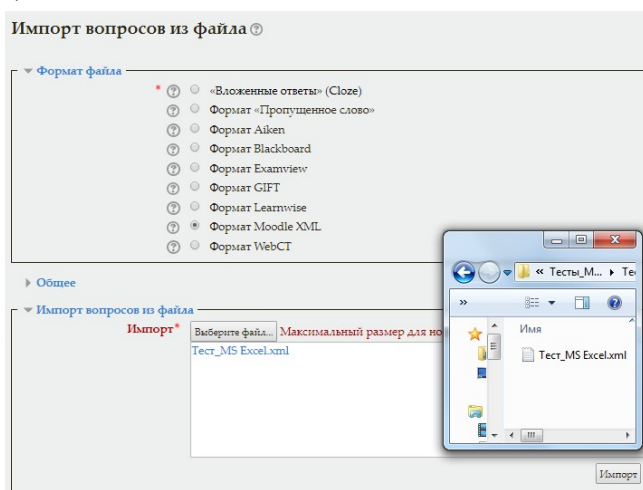 Импорт вопросов из файла
Формат файла
* «Вложенные ответы» (Cloze)
Формат «Пропущенное слово»
Формат Aiken
Формат Blackboard
Формат Examview
Формат GIFT
Формат Learnwise
Формат Moodle XML
Формат WebCT
Общее
Импорт вопросов из файла
Импорт*
Выберите файл... Максимальный размер для но
Тест_MS Excel.xml
« Тесты_М... Те
»
Имя
Тест_MS Excel.xml
Импорт